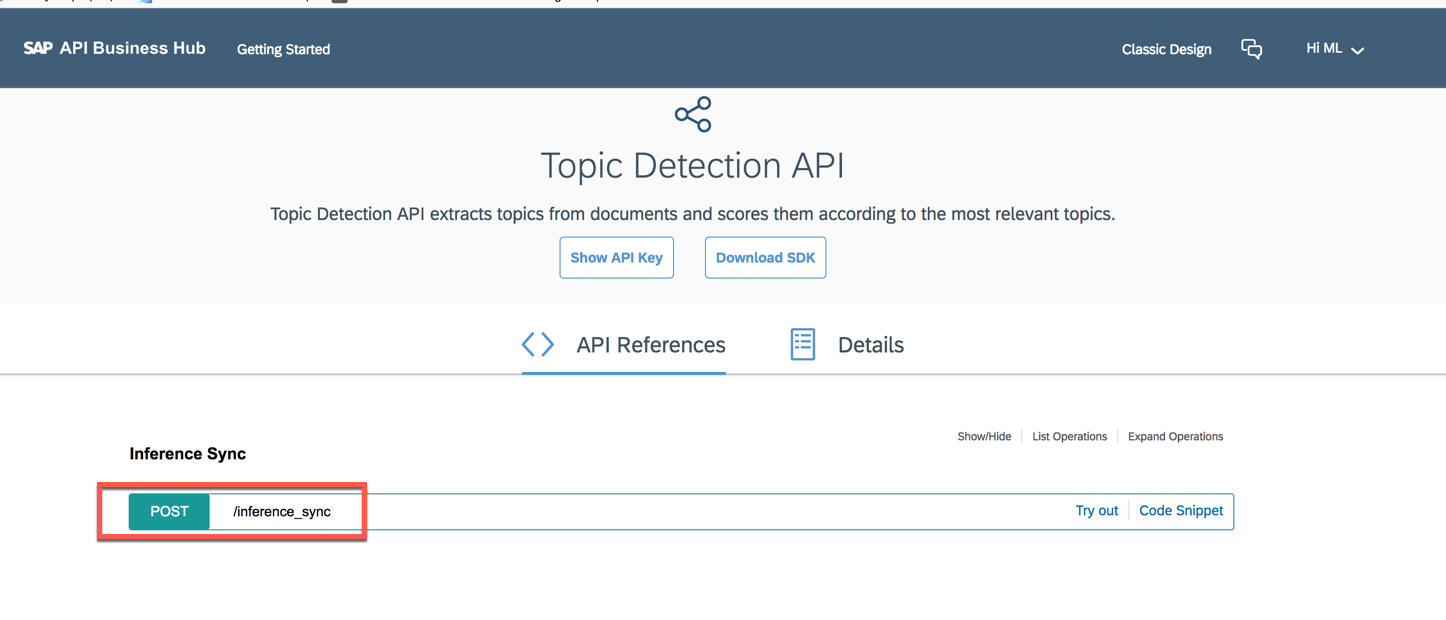 SAP API Business Hub Getting Started Classic Design Hi ML
Topic Detection API
Topic Detection API extracts topics from documents and scores them according to the most relevant topics.
Show API Key Download SDK
API References Details
Show/Hide List Operations Expand Operations
Inference Sync
POST /inference_sync Try out Code Snippet